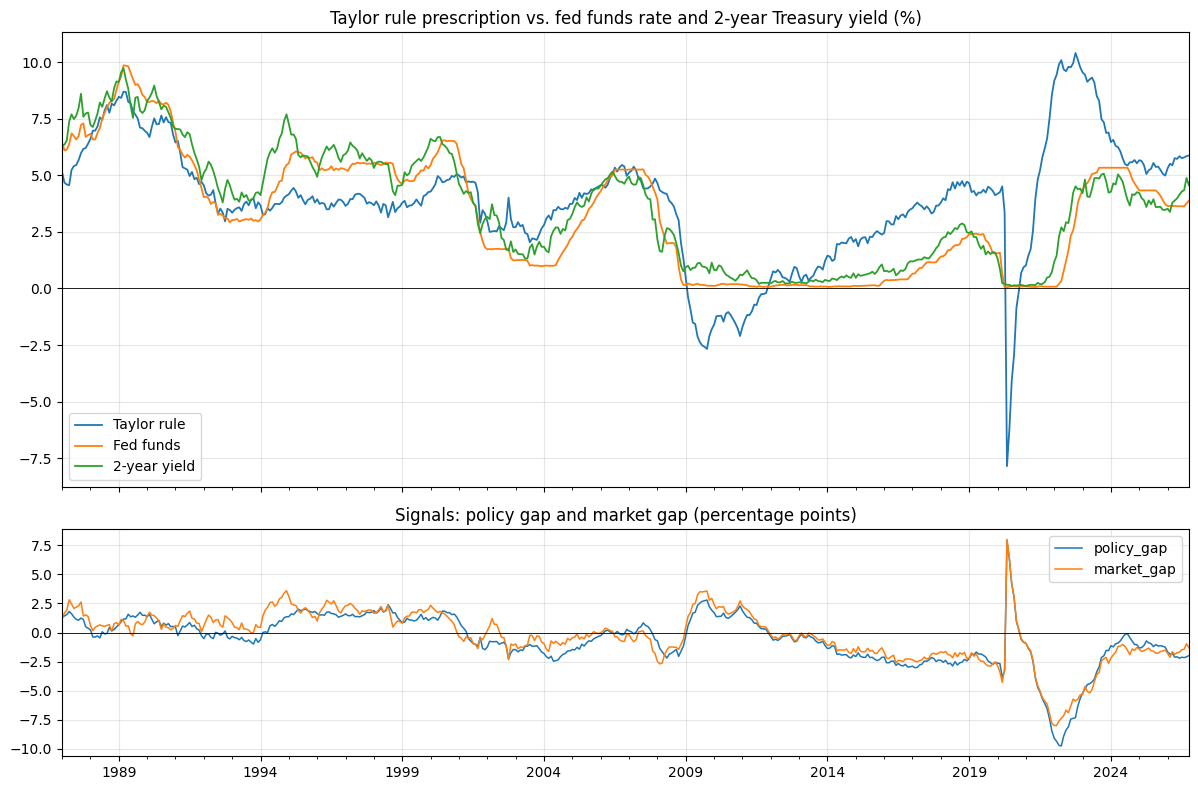 Taylor rule prescription vs. fed funds rate and 2-year Treasury yield (%)
10.0
7.5
5.0
2.5
0.0
−2.5
−5.0
−7.5
Taylor rule
Fed funds
2-year yield
Signals: policy gap and market gap (percentage points)
7.5
5.0
2.5
0.0
−2.5
−5.0
−7.5
−10.0
policy_gap
market_gap
1989 1994 1999 2004 2009 2014 2019 2024